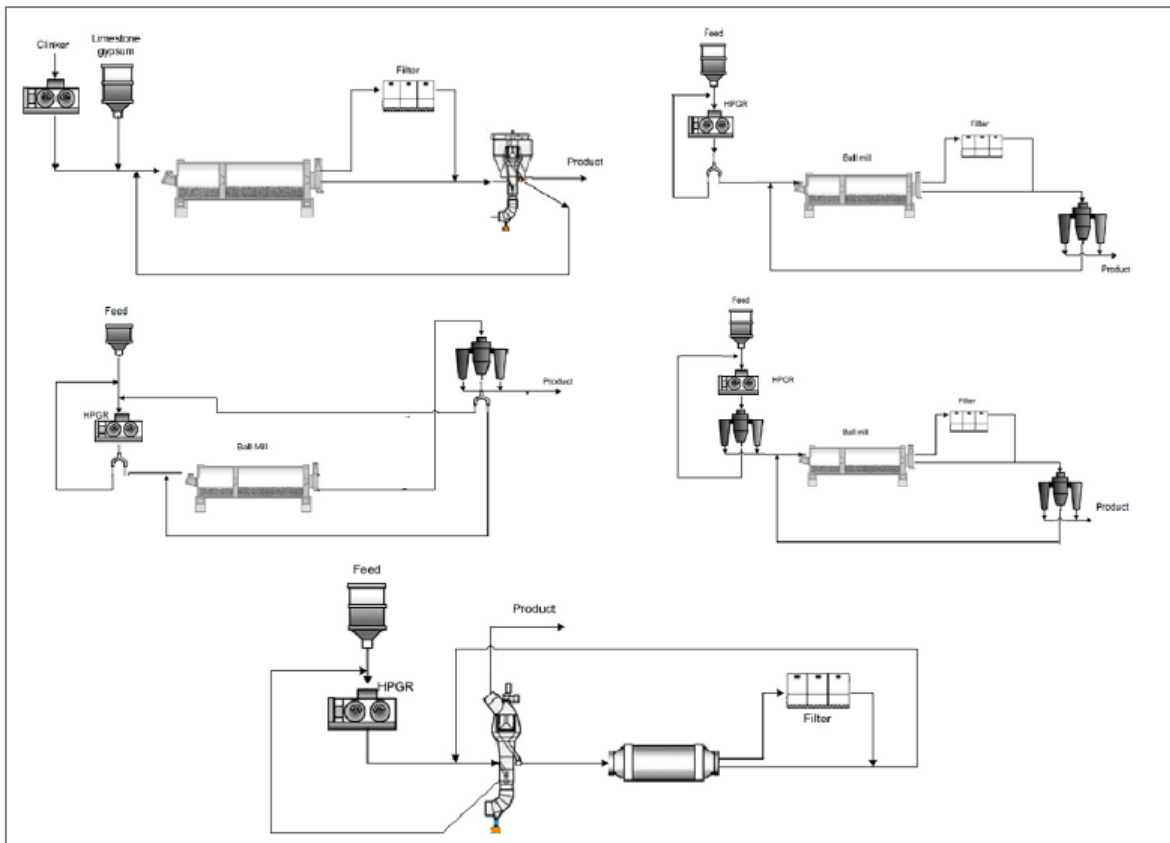 Clinker
Limestone
gypsum
Filter
Product
Feed
HPGR
Filter
Ball mill
Product
Feed
HPGR
Ball Mill
Product
Feed
HPGR
Filter
Ball mill
Product
Feed
HPGR
Product
Filter